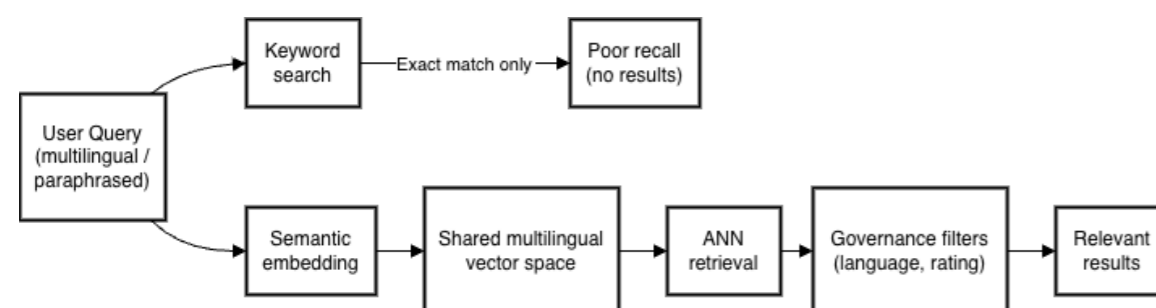 Keyword
search
Exact match only
Poor recall
(no results)
User Query
(multilingual /
paraphrased)
Semantic
embedding
Shared multilingual
vector space
ANN
retrieval
Governance filters
(language, rating)
Relevant
results